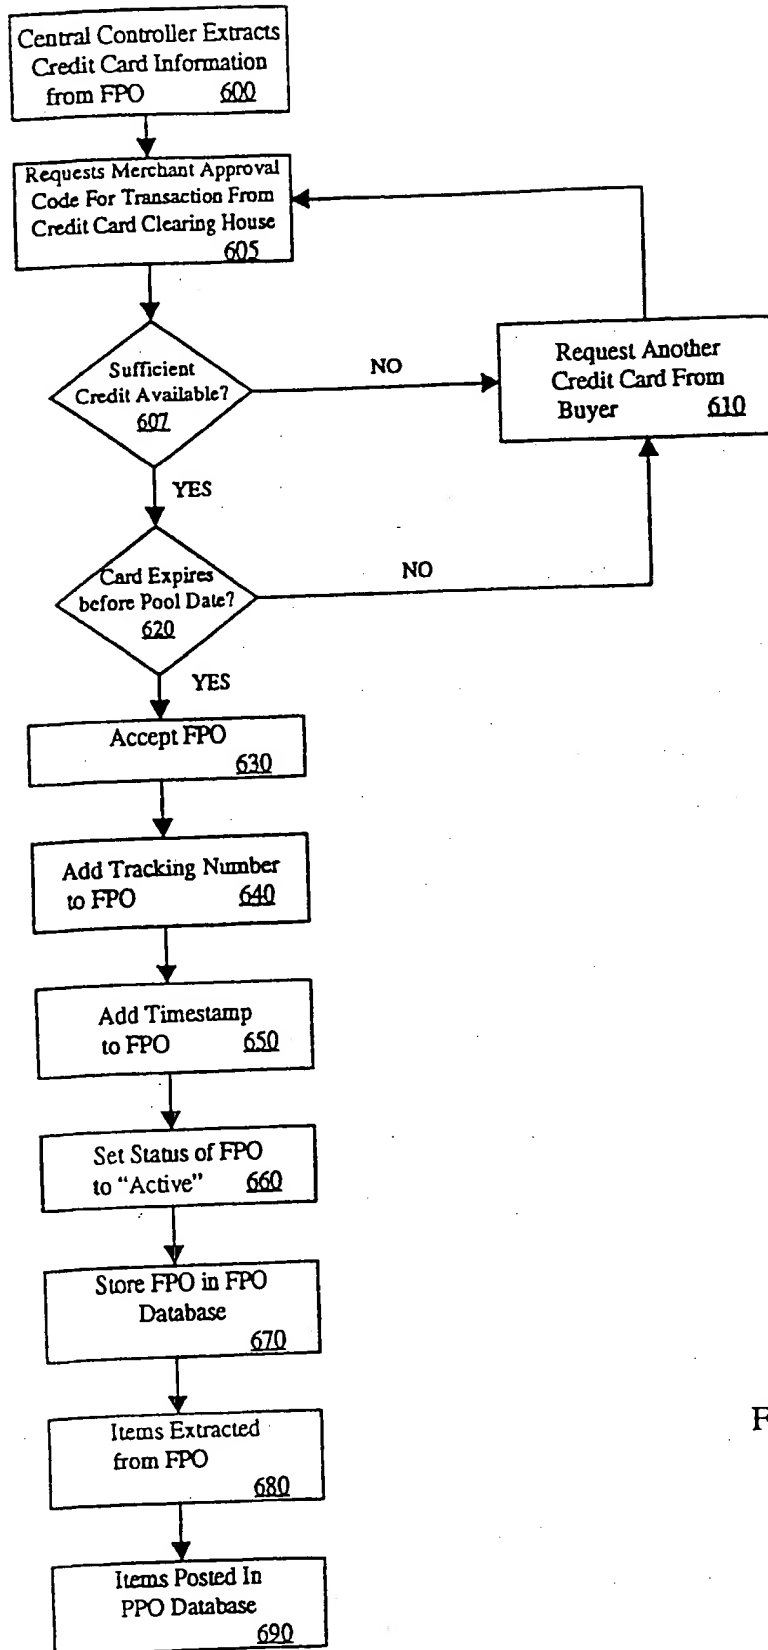 Central Controller Extracts
Credit Card Information
from FPO 600
Requests Merchant Approval
Code For Transaction From
Credit Card Clearing House
605
Sufficient
Credit Available?
607
NO
Request Another
Credit Card From
Buyer 610
YES
Card Expires
before Pool Date?
620
NO
YES
Accept FPO
630
Add Tracking Number
to FPO 640
Add Timestamp
to FPO 650
Set Status of FPO
to “Active” 660
Store FPO in FPO
Database
670
Items Extracted
from FPO
680
Items Posted In
PPO Database
690
F